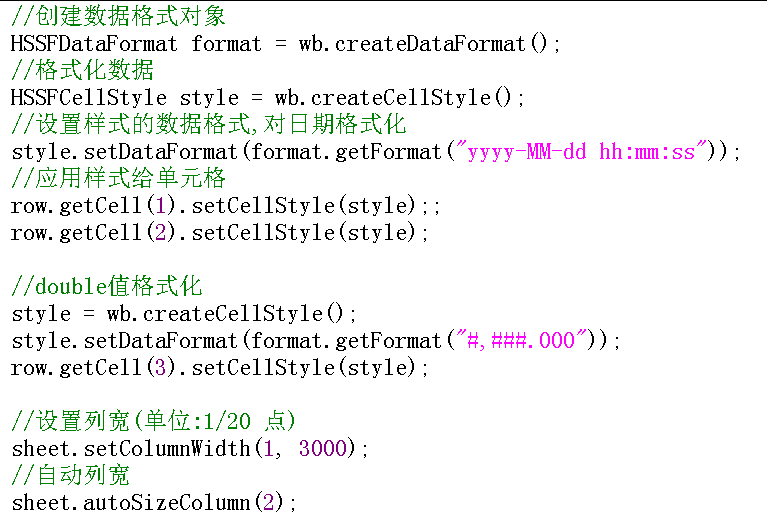 //创建数据格式对象
HSSFDataFormat format = wb.createDataFormat();
//格式化数据
HSSFCellStyle style = wb.createCellStyle();
//设置样式的数据格式,对日期格式化
style.setDataFormat(format.getFormat("yyyy-MM-dd hh:mm:ss"));
//应用样式给单元格
row.getCell(1).setCellStyle(style);;
row.getCell(2).setCellStyle(style);
//double值格式化
style = wb.createCellStyle();
style.setDataFormat(format.getFormat("#,###.000"));
row.getCell(3).setCellStyle(style);
//设置列宽(单位:1/20 点)
sheet.setColumnWidth(1, 3000);
//自动列宽
sheet.autoSizeColumn(2);